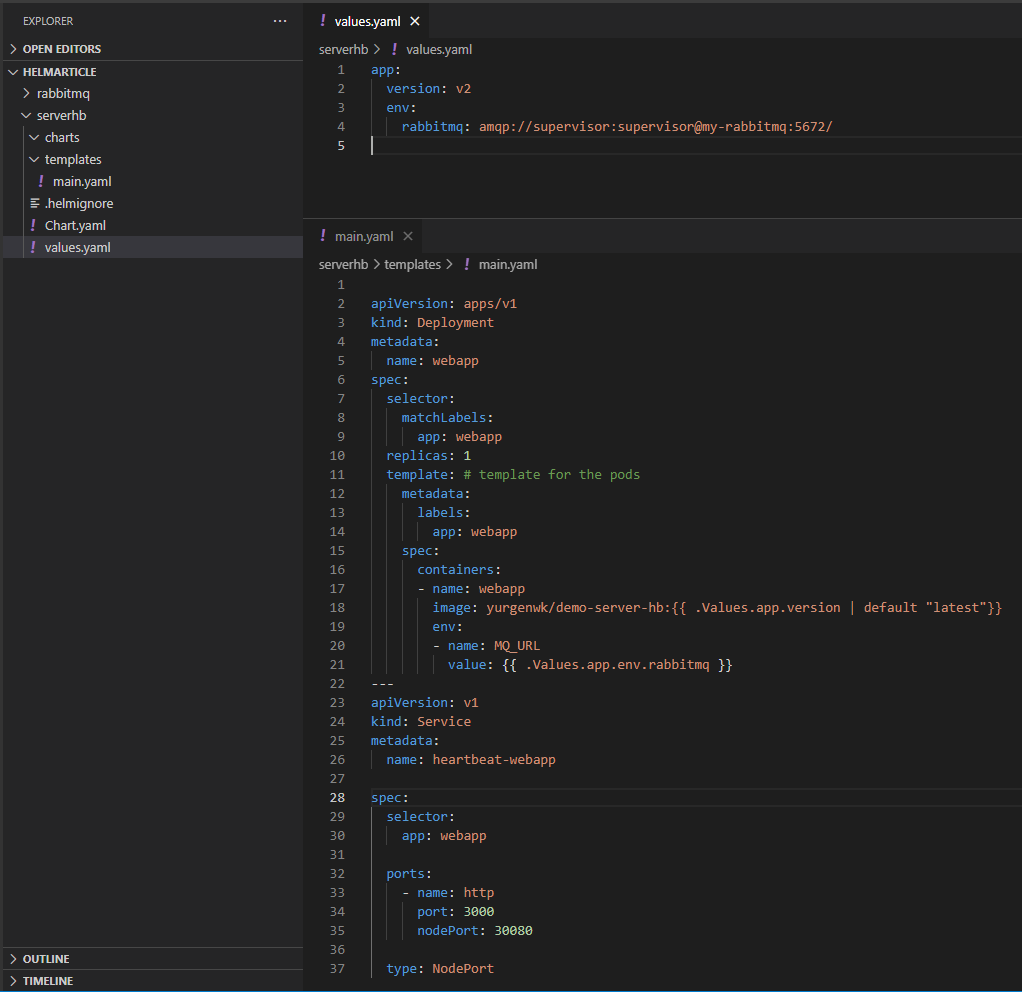 EXPLORER
...
OPEN EDITORS
HELMARTICLE
rabbitmq
serverhb
charts
templates
! main.yaml
.helmignore
! Chart.yaml
! values.yaml
OUTLINE
TIMELINE
! values.yaml ×
serverhb > ! values.yaml
1 app:
2   version: v2
3   env:
4     rabbitmq: amqp://supervisor:supervisor@my-rabbitmq:5672/
5
! main.yaml ×
serverhb > templates > ! main.yaml
1
2 apiVersion: apps/v1
3 kind: Deployment
4 metadata:
5   name: webapp
6 spec:
7   selector:
8     matchLabels:
9       app: webapp
10   replicas: 1
11   template: # template for the pods
12     metadata:
13       labels:
14         app: webapp
15     spec:
16       containers:
17       - name: webapp
18         image: yurgenwk/demo-server-hb:{{ .Values.app.version | default "latest"}}
19         env:
20         - name: MQ_URL
21           value: {{ .Values.app.env.rabbitmq }}
22 ---
23 apiVersion: v1
24 kind: Service
25 metadata:
26   name: heartbeat-webapp
27
28 spec:
29   selector:
30     app: webapp
31
32   ports:
33     - name: http
34       port: 3000
35       nodePort: 30080
36
37   type: NodePort